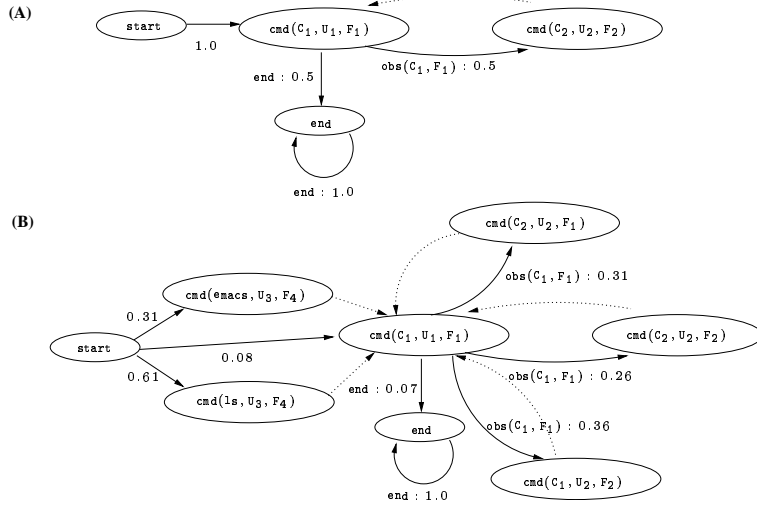 (A)
start
cmd(C₁, U₁, F₁)
cmd(C₂, U₂, F₂)
1.0
obs(C₁, F₁) : 0.5
end : 0.5
end
end : 1.0
(B)
cmd(C₂, U₂, F₁)
obs(C₁, F₁) : 0.31
cmd(emacs, U₃, F₄)
0.31
cmd(C₁, U₁, F₁)
cmd(C₂, U₂, F₂)
start
0.08
0.61
obs(C₁, F₁) : 0.26
end : 0.07
cmd(ls, U₃, F₄)
end
obs(C₁, F₁) : 0.36
cmd(C₁, U₂, F₂)
end : 1.0